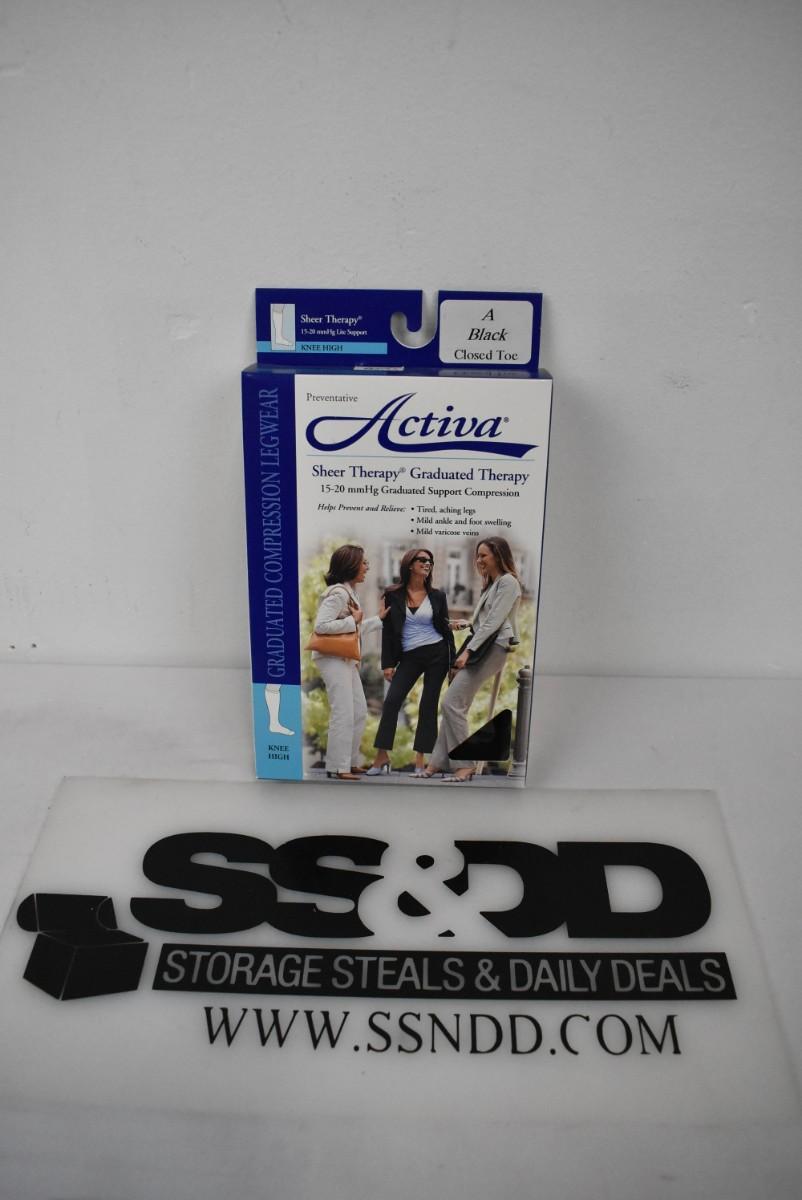 Sheer Therapy®
15-20 mmHg Lite Support
KNEE HIGH
A
Black
Closed Toe
GRADUATED COMPRESSION LEGWEAR
Preventative
Activa®
Sheer Therapy® Graduated Therapy
15-20 mmHg Graduated Support Compression
Helps Prevent and Relieve: • Tired, aching legs
• Mild ankle and foot swelling
• Mild varicose veins
KNEE
HIGH
SS&DD
STORAGE STEALS & DAILY DEALS
WWW.SSNDD.COM